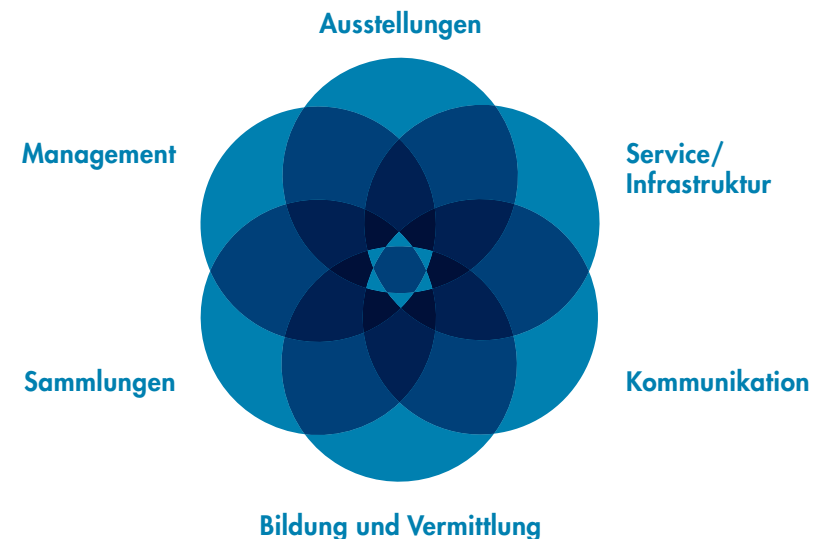 Ausstellungen
Management
Service/
Infrastruktur
Sammlungen
Kommunikation
Bildung und Vermittlung